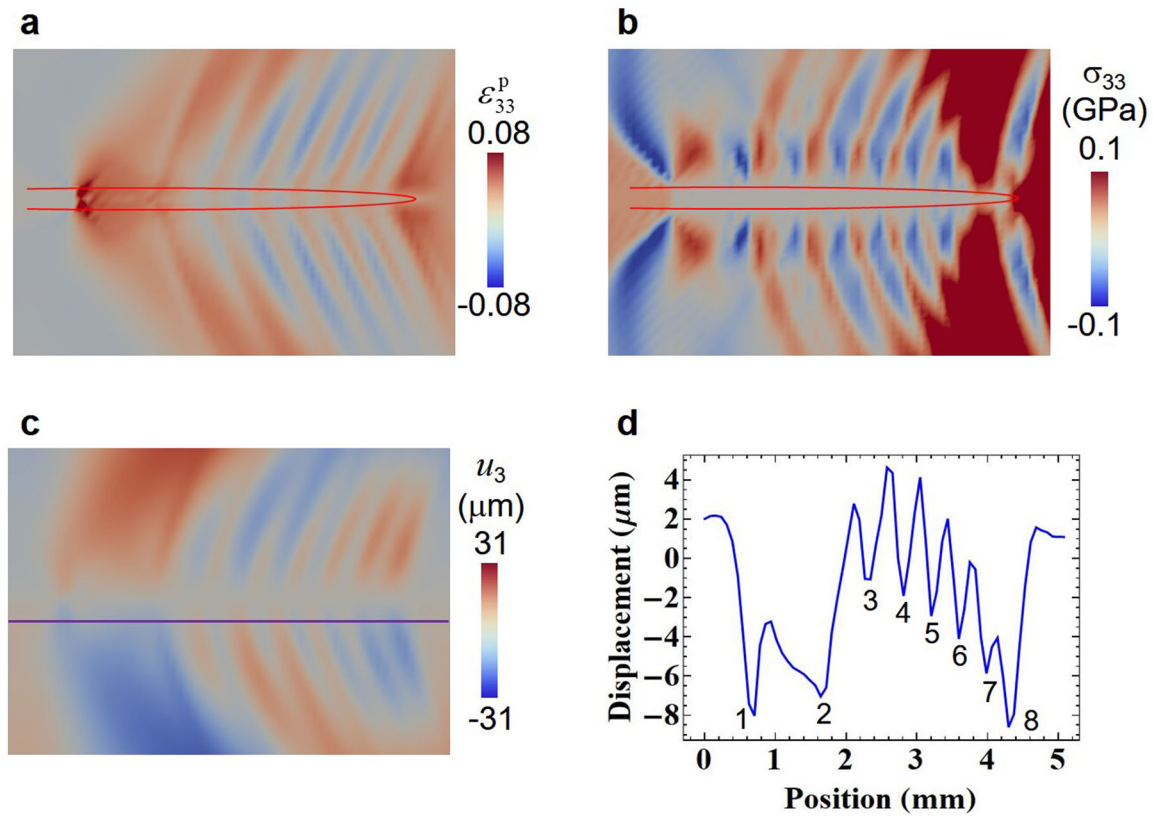 a
ε₃₃ᵖ
0.08
-0.08
b
σ₃₃
(GPa)
0.1
-0.1
c
u₃
(μm)
31
-31
d
Displacement (μm)
4
2
0
−2
−4
−6
−8
1
2
3
4
5
6
7
8
0 1 2 3 4 5
Position (mm)